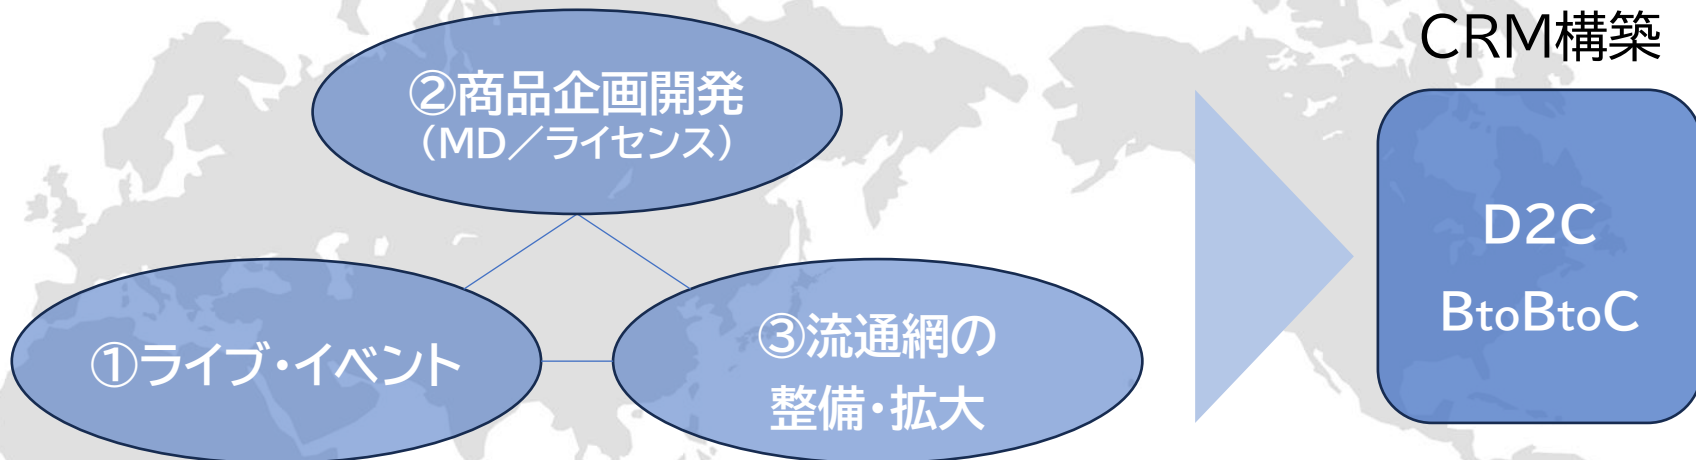 CRM構築
②商品企画開発
（MD／ライセンス）
①ライブ・イベント
③流通網の
整備・拡大
D2C
BtoBtoC